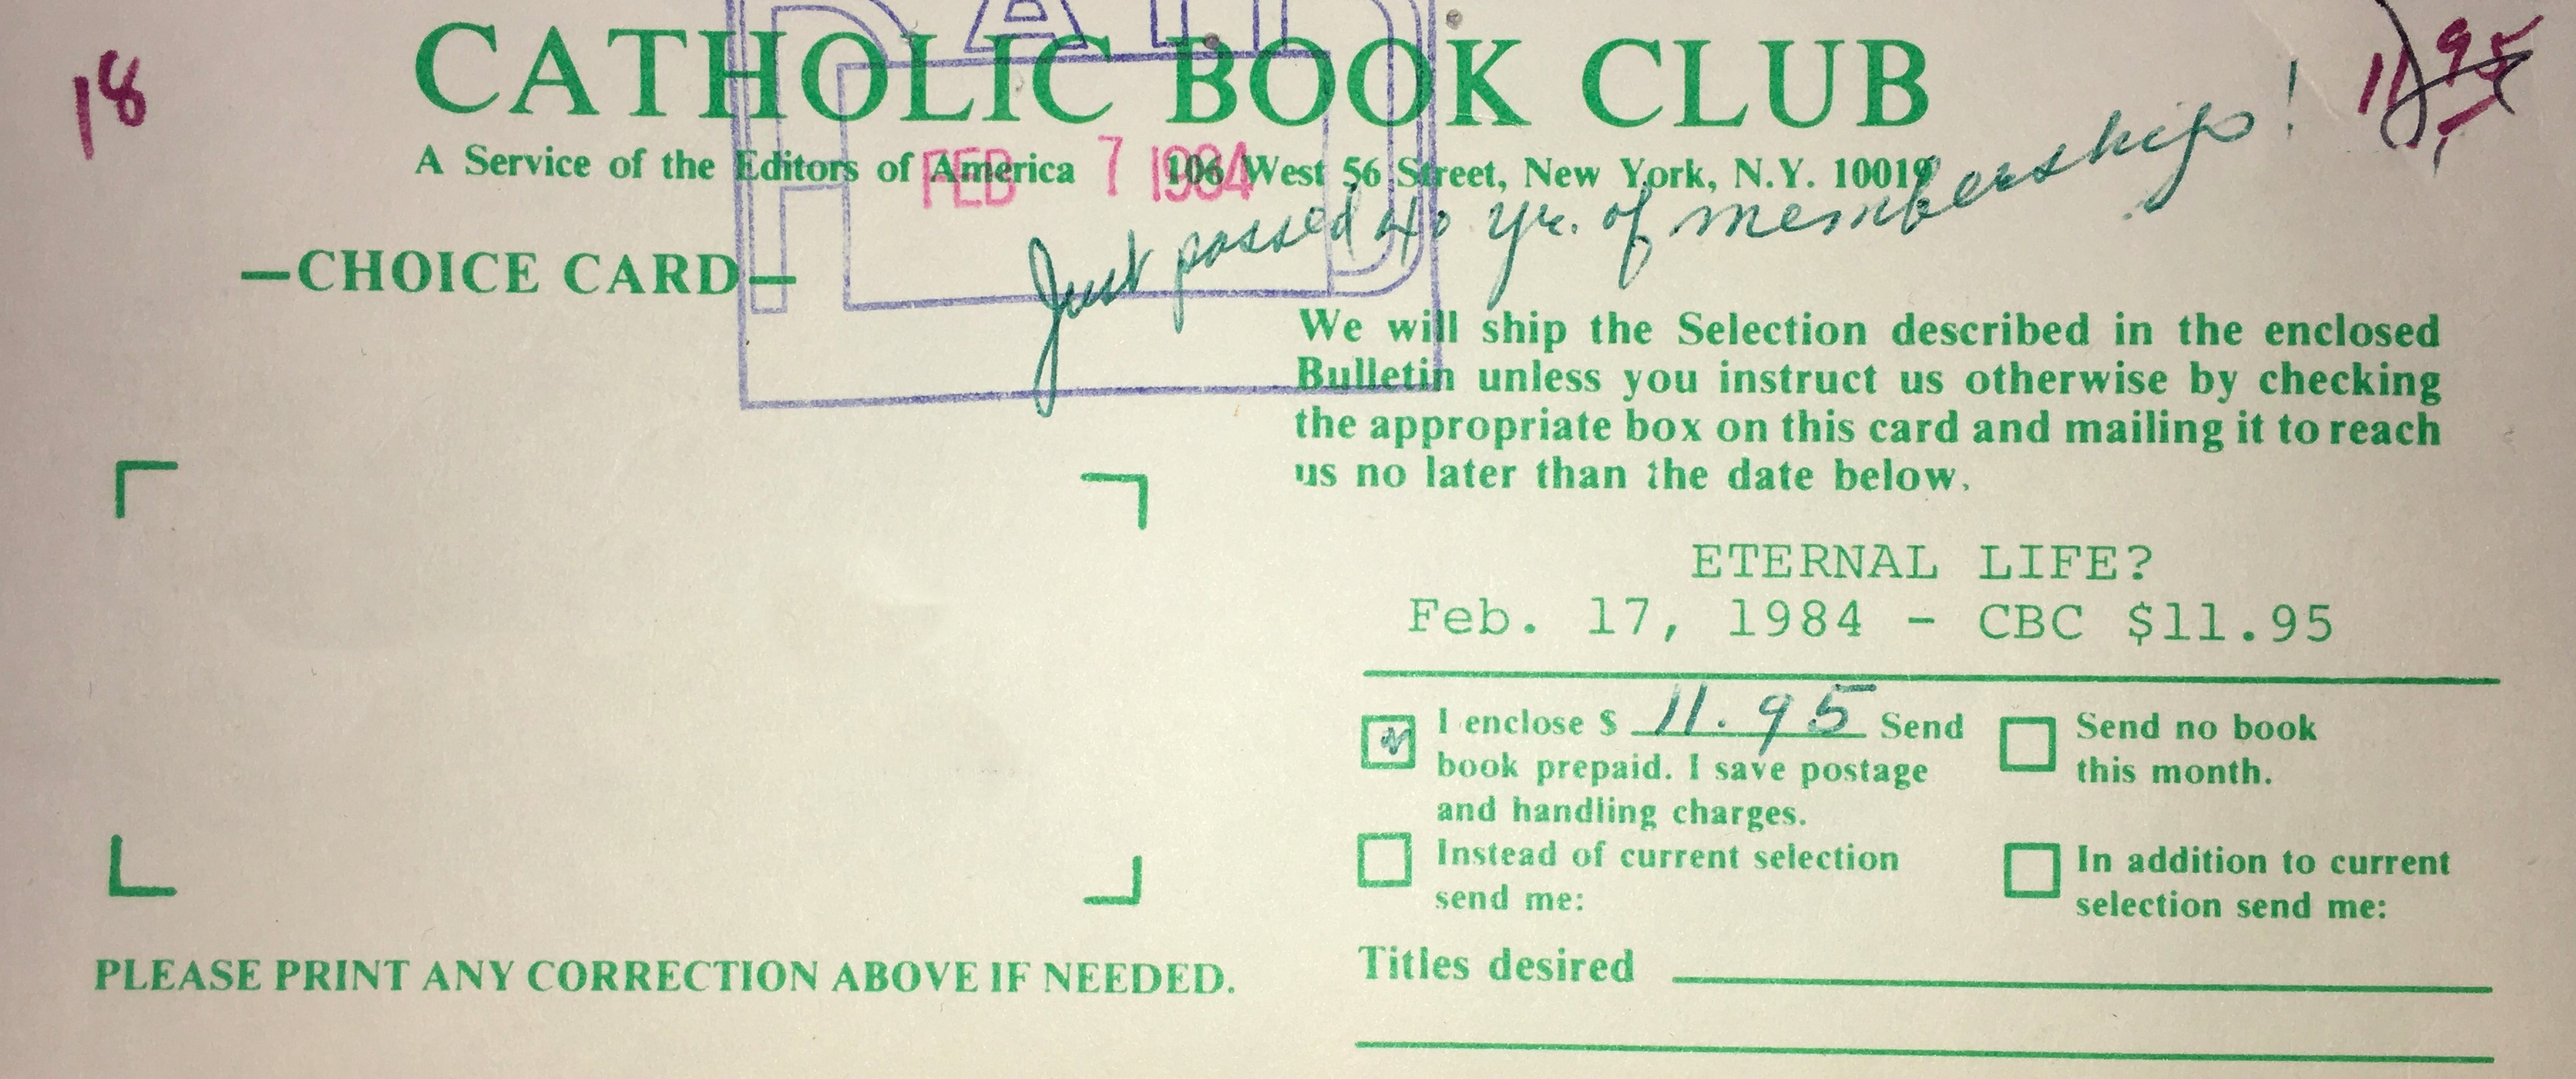 PAID
18
CATHOLIC BOOK CLUB
11 95
A Service of the Editors of America 106 West 56 Street, New York, N.Y. 10019
FEB 7 1984
Just passed 40 yr. of membership!
—CHOICE CARD—
We will ship the Selection described in the enclosed
Bulletin unless you instruct us otherwise by checking
the appropriate box on this card and mailing it to reach
us no later than the date below.
ETERNAL LIFE?
Feb. 17, 1984 - CBC $11.95
I enclose $ 11.95 Send
book prepaid. I save postage
and handling charges.
Send no book
this month.
Instead of current selection
send me:
In addition to current
selection send me:
Titles desired
PLEASE PRINT ANY CORRECTION ABOVE IF NEEDED.